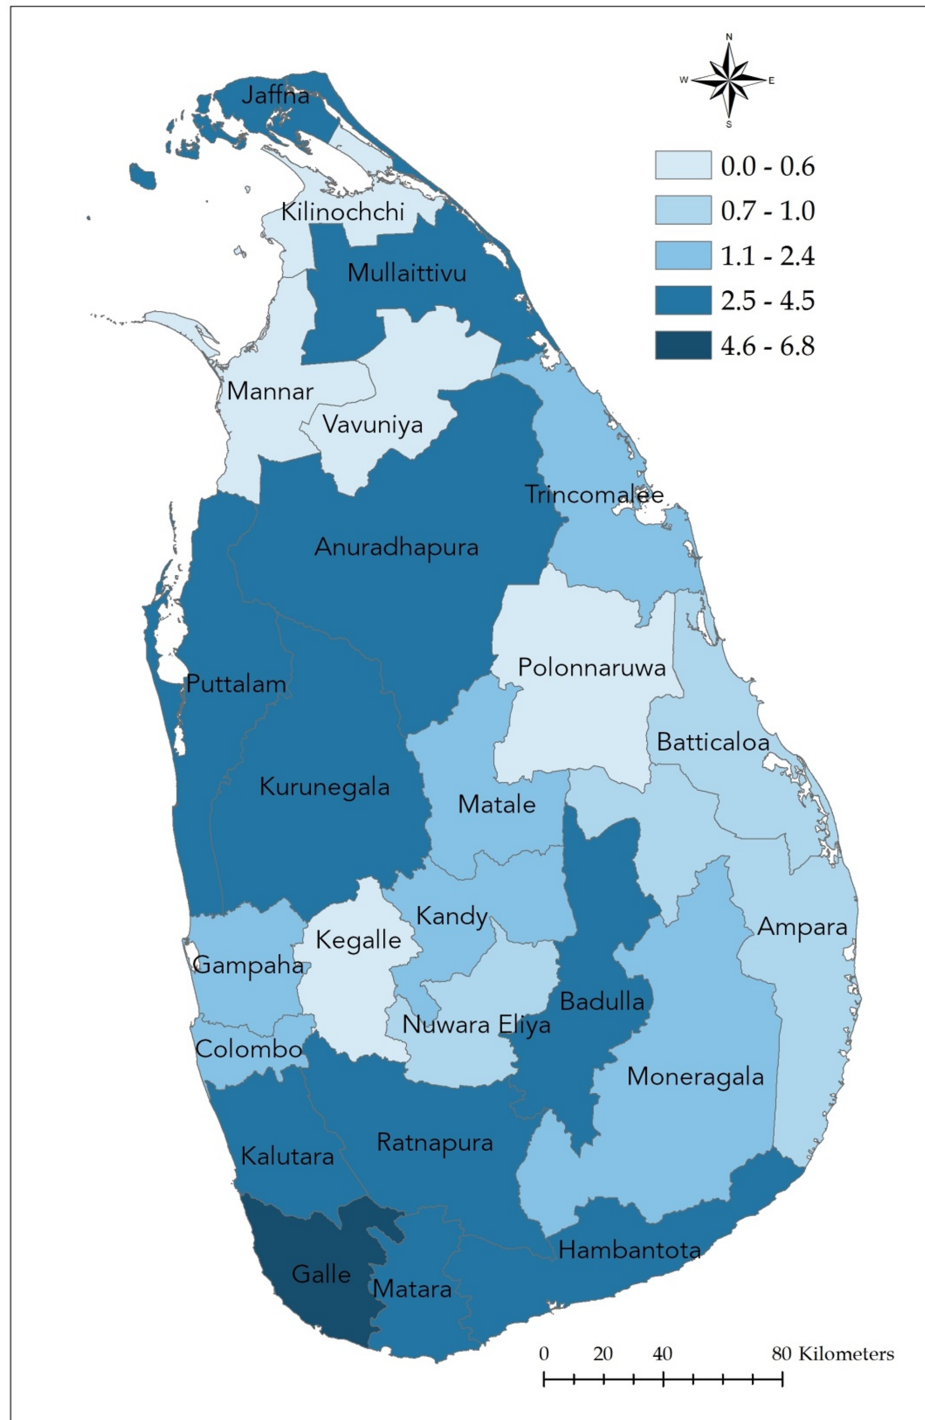 N
W E
S
0.0 - 0.6
0.7 - 1.0
1.1 - 2.4
2.5 - 4.5
4.6 - 6.8
Jaffna
Kilinochchi
Mullaittivu
Mannar
Vavuniya
Trincomalee
Anuradhapura
Polonnaruwa
Puttalam
Batticaloa
Kurunegala
Matale
Kandy
Ampara
Kegalle
Gampaha
Badulla
Nuwara Eliya
Colombo
Moneragala
Ratnapura
Kalutara
Hambantota
Galle
Matara
0 20 40 80 Kilometers